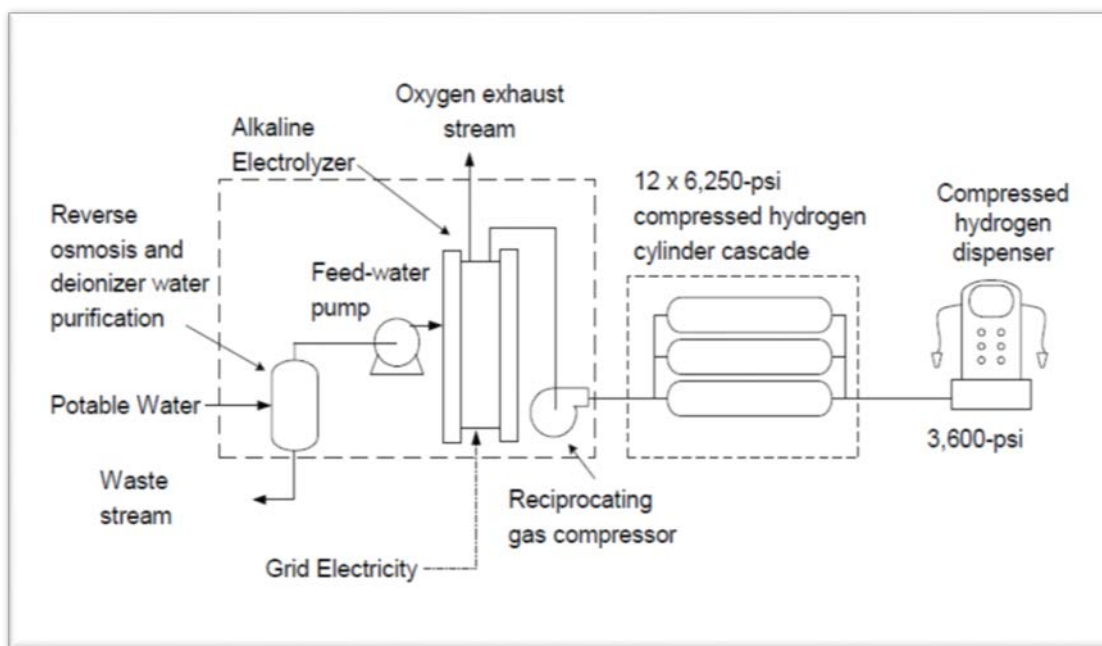 Oxygen exhaust
stream
Alkaline
Electrolyzer
12 x 6,250-psi
compressed hydrogen
cylinder cascade
Compressed
hydrogen
dispenser
Reverse
osmosis and
deionizer water
purification
Feed-water
pump
Potable Water
3,600-psi
Waste
stream
Reciprocating
gas compressor
Grid Electricity